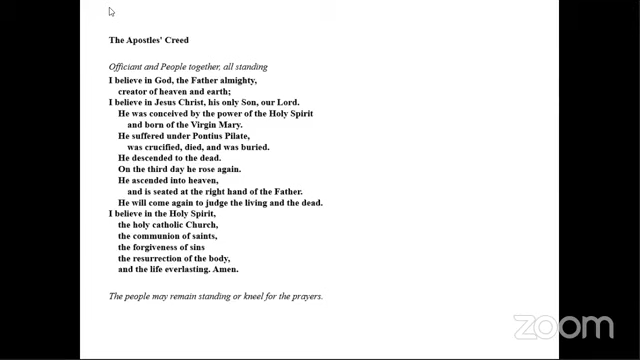 The Apostles' Creed
Officiant and People together, all standing
I believe in God, the Father almighty,
creator of heaven and earth;
I believe in Jesus Christ, his only Son, our Lord.
He was conceived by the power of the Holy Spirit
and born of the Virgin Mary.
He suffered under Pontius Pilate,
was crucified, died, and was buried.
He descended to the dead.
On the third day he rose again.
He ascended into heaven,
and is seated at the right hand of the Father.
He will come again to judge the living and the dead.
I believe in the Holy Spirit,
the holy catholic Church,
the communion of saints,
the forgiveness of sins
the resurrection of the body,
and the life everlasting. Amen.
The people may remain standing or kneel for the prayers.
zoom